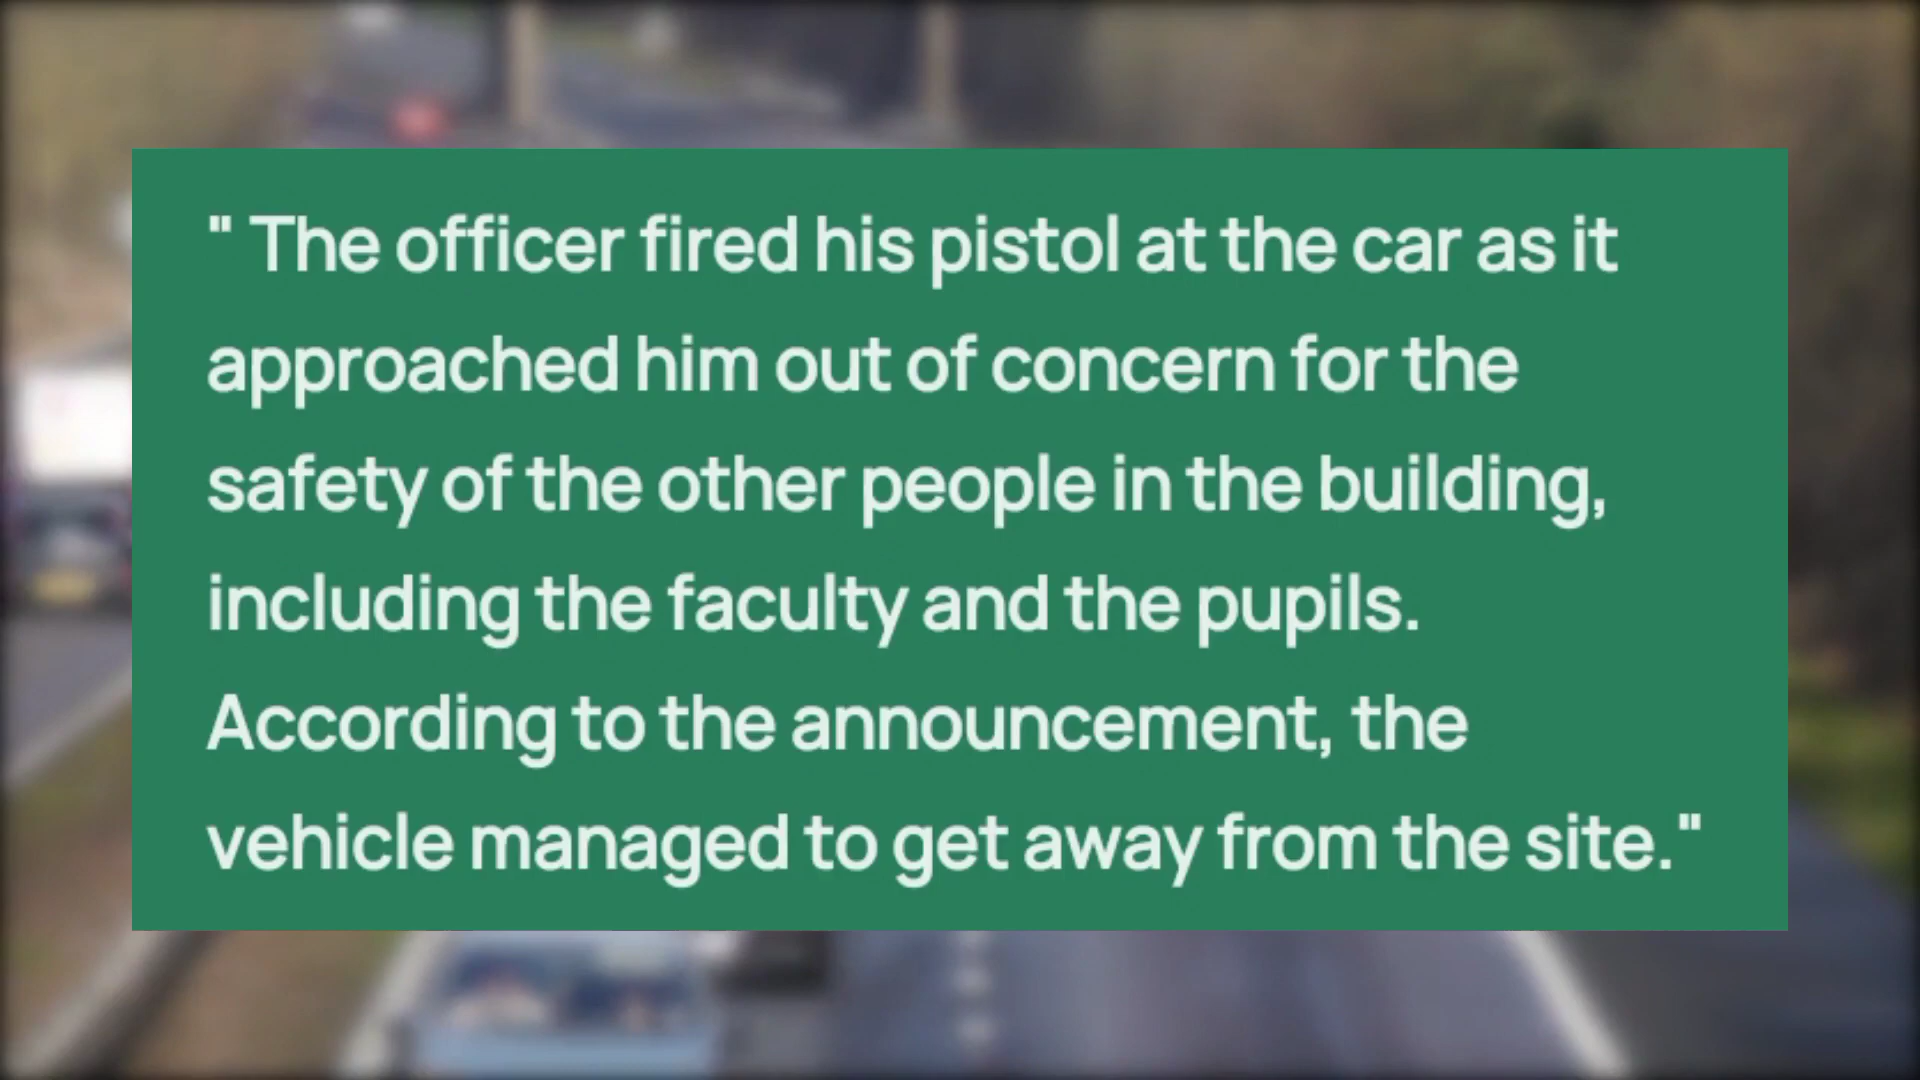 " The officer fired his pistol at the car as it
approached him out of concern for the
safety of the other people in the building,
including the faculty and the pupils.
According to the announcement, the
vehicle managed to get away from the site."